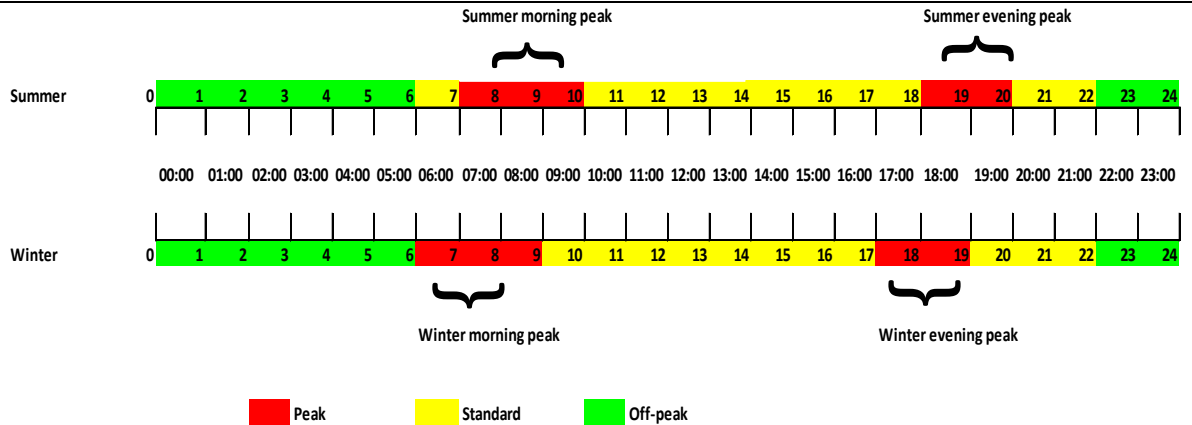 Summer morning peak Summer evening peak
Summer 0 1 2 3 4 5 6 7 8 9 10 11 12 13 14 15 16 17 18 19 20 21 22 23 24
00:00 01:00 02:00 03:00 04:00 05:00 06:00 07:00 08:00 09:00 10:00 11:00 12:00 13:00 14:00 15:00 16:00 17:00 18:00 19:00 20:00 21:00 22:00 23:00
Winter 0 1 2 3 4 5 6 7 8 9 10 11 12 13 14 15 16 17 18 19 20 21 22 23 24
Winter morning peak Winter evening peak
Peak Standard Off-peak